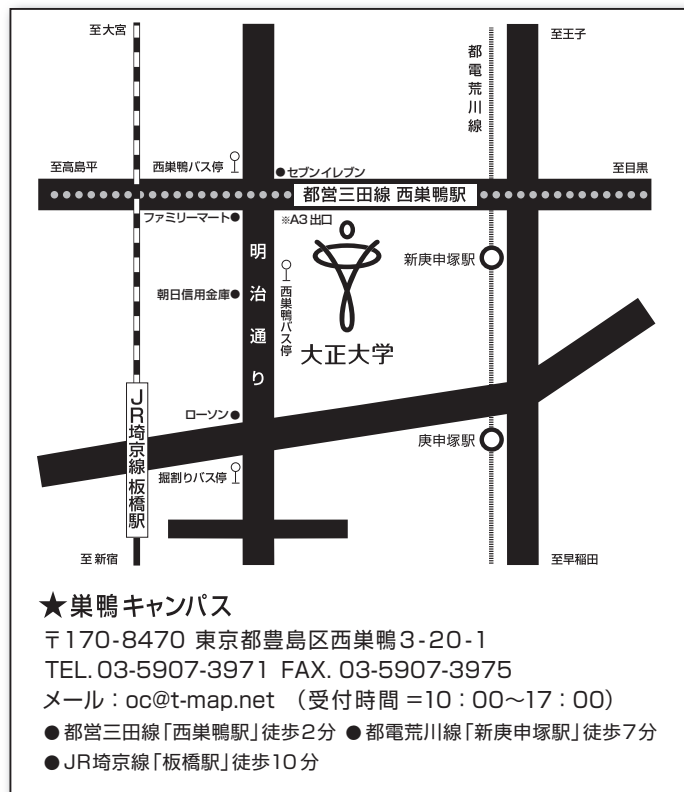 至大宮
至王子
都電荒川線
至高島平
西巣鴨バス停
●セブンイレブン
至目黒
都営三田線 西巣鴨駅
ファミリーマート●
※A3出口
明治通り
新庚申塚駅
朝日信用金庫●
西巣鴨バス停
大正大学
JR埼京線 板橋駅
ローソン●
庚申塚駅
掘割りバス停
至新宿
至早稲田
★巣鴨キャンパス
〒170-8470 東京都豊島区西巣鴨3-20-1
TEL. 03-5907-3971 FAX. 03-5907-3975
メール：oc@t-map.net （受付時間 =10：00〜17：00）
●都営三田線「西巣鴨駅」徒歩2分 ●都電荒川線「新庚申塚駅」徒歩7分
●JR埼京線「板橋駅」徒歩10分